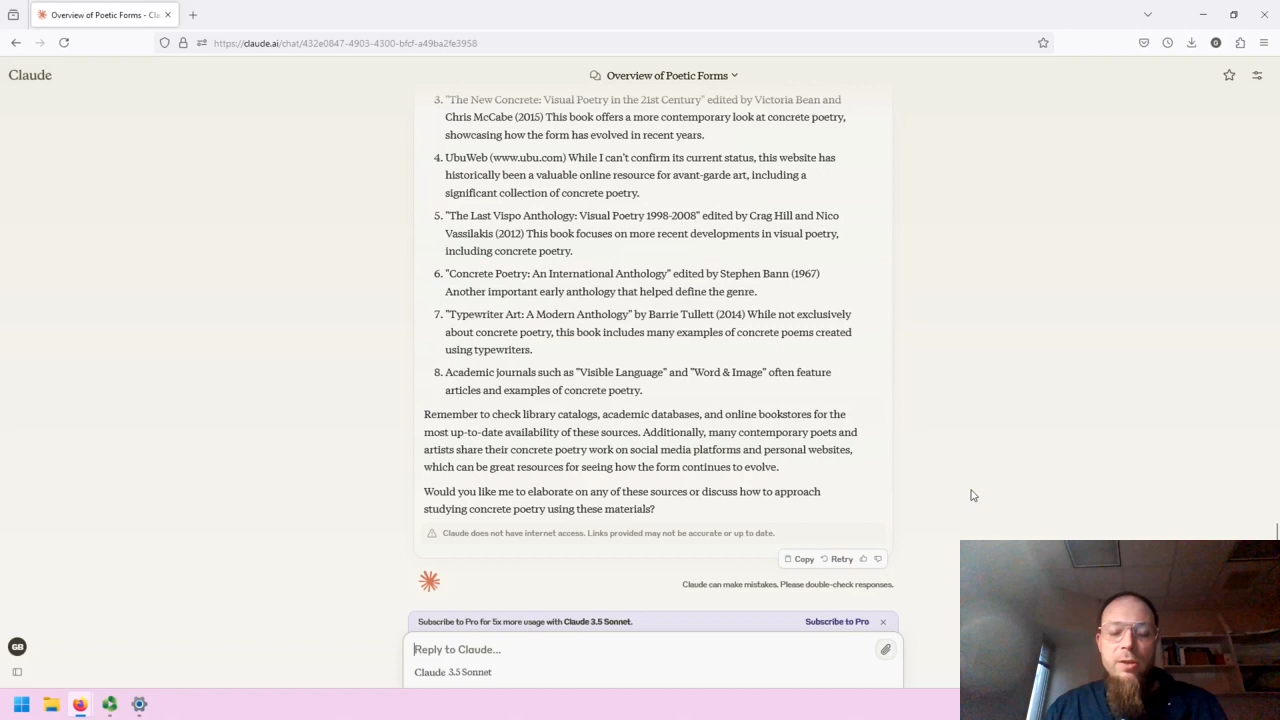 Overview of Poetic Forms - Cla
https://claude.ai/chat/432e0847-4903-4300-bfcf-a49ba2fe3958
Claude
Overview of Poetic Forms
3. "The New Concrete: Visual Poetry in the 21st Century" edited by Victoria Bean and
Chris McCabe (2015) This book offers a more contemporary look at concrete poetry,
showcasing how the form has evolved in recent years.
4. UbuWeb (www.ubu.com) While I can't confirm its current status, this website has
historically been a valuable online resource for avant-garde art, including a
significant collection of concrete poetry.
5. "The Last Vispo Anthology: Visual Poetry 1998-2008" edited by Crag Hill and Nico
Vassilakis (2012) This book focuses on more recent developments in visual poetry,
including concrete poetry.
6. "Concrete Poetry: An International Anthology" edited by Stephen Bann (1967)
Another important early anthology that helped define the genre.
7. "Typewriter Art: A Modern Anthology" by Barrie Tullett (2014) While not exclusively
about concrete poetry, this book includes many examples of concrete poems created
using typewriters.
8. Academic journals such as "Visible Language" and "Word & Image" often feature
articles and examples of concrete poetry.
Remember to check library catalogs, academic databases, and online bookstores for the
most up-to-date availability of these sources. Additionally, many contemporary poets and
artists share their concrete poetry work on social media platforms and personal websites,
which can be great resources for seeing how the form continues to evolve.
Would you like me to elaborate on any of these sources or discuss how to approach
studying concrete poetry using these materials?
Claude does not have internet access. Links provided may not be accurate or up to date.
Copy Retry
Claude can make mistakes. Please double-check responses.
Subscribe to Pro for 5x more usage with Claude 3.5 Sonnet. Subscribe to Pro
GB
Reply to Claude...
Claude 3.5 Sonnet